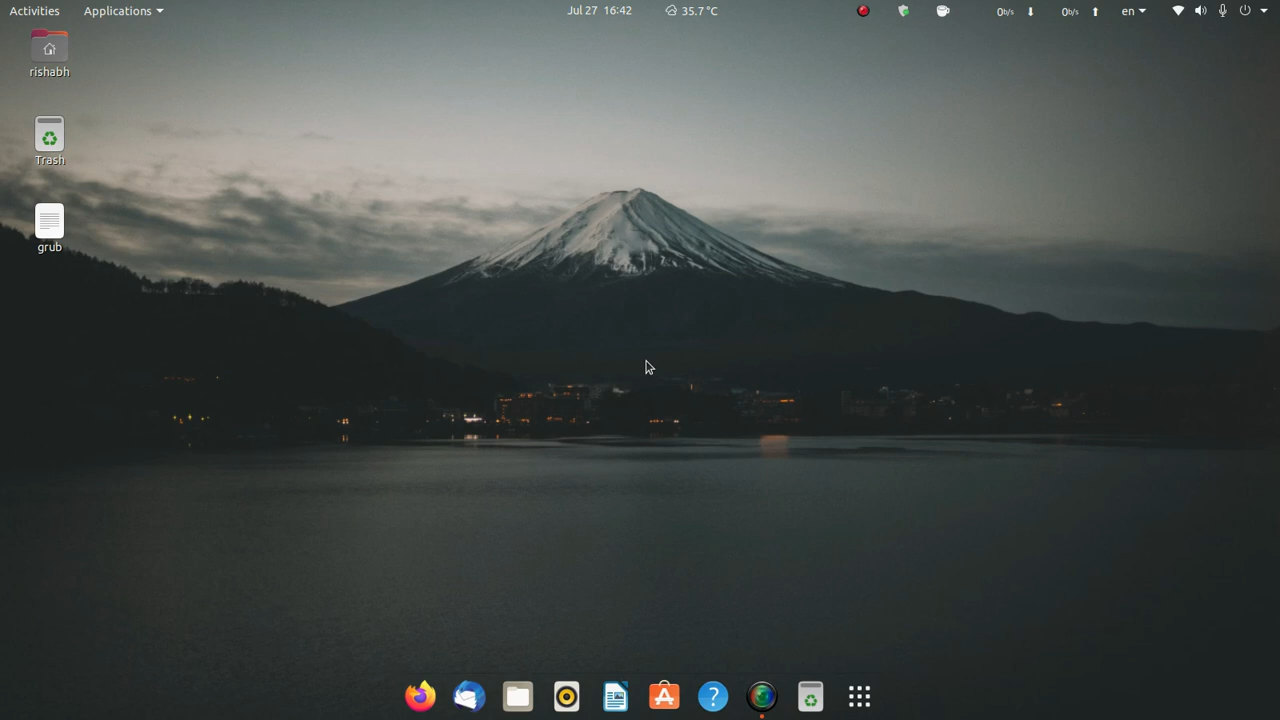 Activities Applications Jul 27 16:42 35.7 °C 0b/s 0b/s en
rishabh
Trash
grub